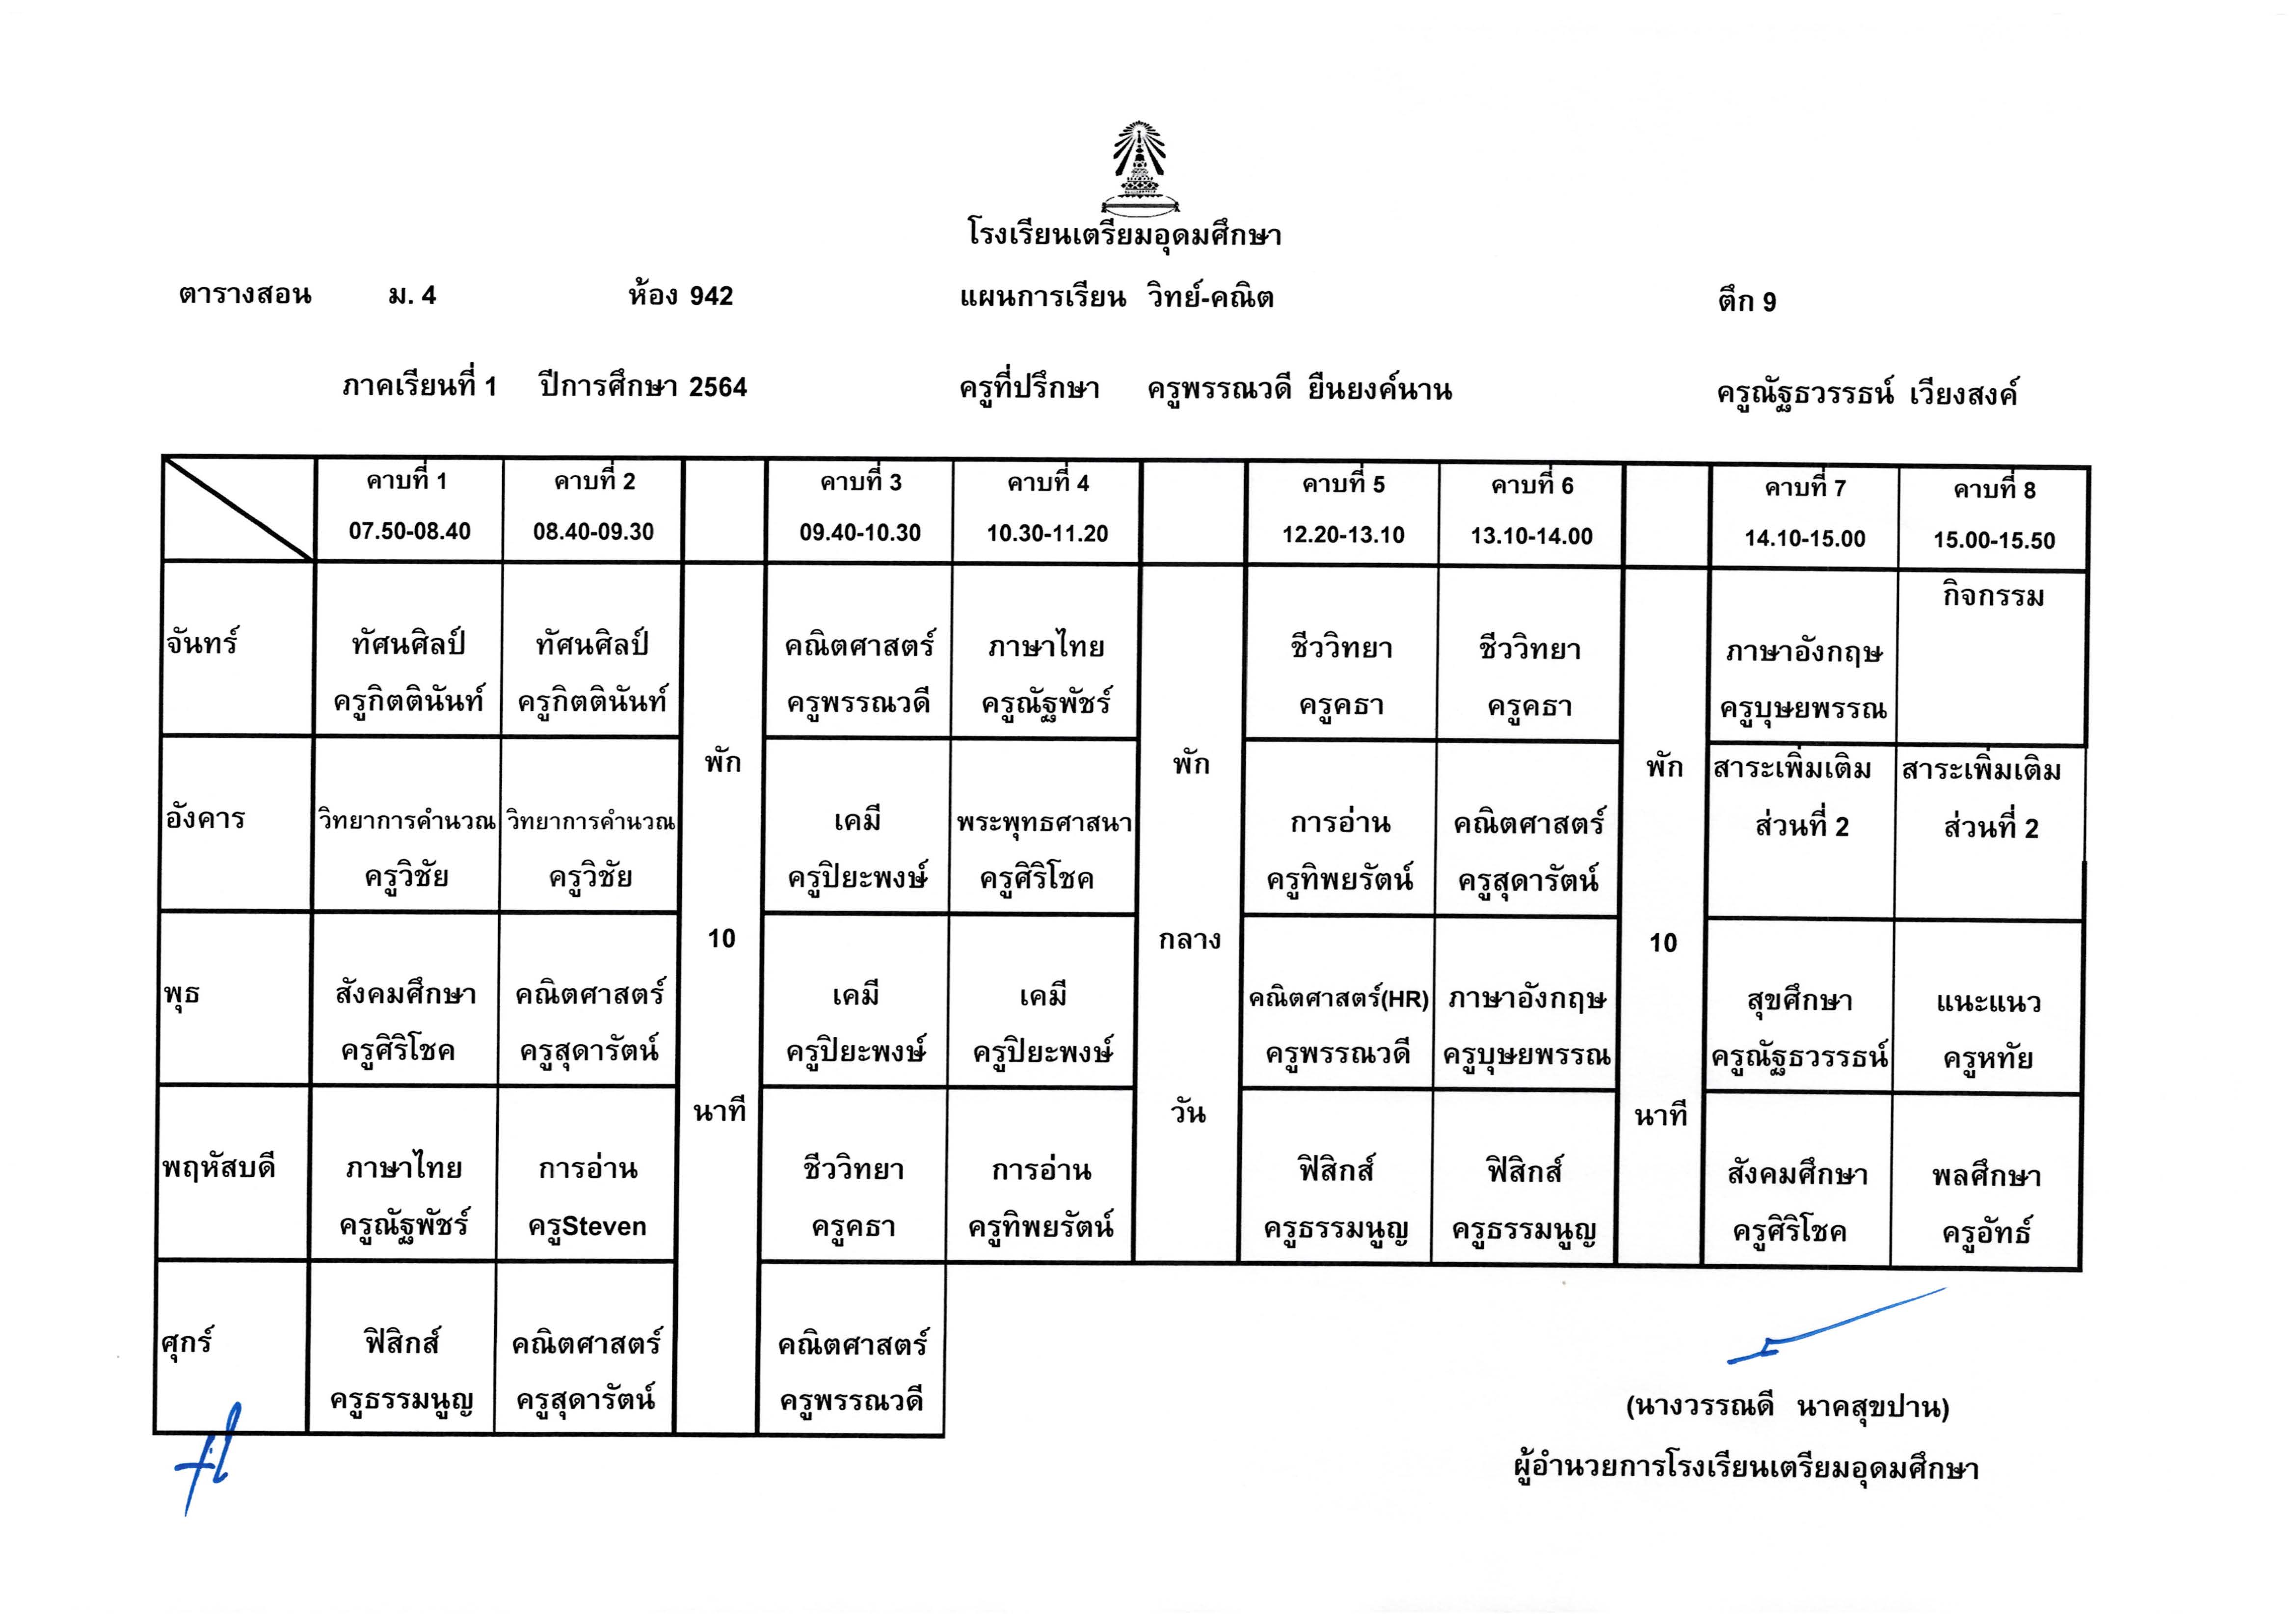 โรงเรียนเตรียมอุดมศึกษา
ตารางสอน ม. 4 ห้อง 942 แผนการเรียน วิทย์-คณิต ตึก 9
ภาคเรียนที่ 1 ปีการศึกษา 2564 ครูที่ปรึกษา ครูพรรณวดี ยืนยงค์นาน ครูณัฐธวรรธน์ เวียงสงค์
คาบที่ 1 คาบที่ 2 คาบที่ 3 คาบที่ 4 คาบที่ 5 คาบที่ 6 คาบที่ 7 คาบที่ 8
07.50-08.40 08.40-09.30 09.40-10.30 10.30-11.20 12.20-13.10 13.10-14.00 14.10-15.00 15.00-15.50
กิจกรรม
จันทร์ ทัศนศิลป์ ทัศนศิลป์ คณิตศาสตร์ ภาษาไทย ชีววิทยา ชีววิทยา ภาษาอังกฤษ
ครูกิตตินันท์ ครูกิตตินันท์ ครูพรรณวดี ครูณัฐพัชร์ ครูคธา ครูคธา ครูบุษยพรรณ
พัก พัก พัก สาระเพิ่มเติม สาระเพิ่มเติม
อังคาร วิทยาการคำนวณ วิทยาการคำนวณ เคมี พระพุทธศาสนา การอ่าน คณิตศาสตร์ ส่วนที่ 2 ส่วนที่ 2
ครูวิชัย ครูวิชัย ครูปิยะพงษ์ ครูศิริโชค ครูทิพยรัตน์ ครูสุดารัตน์
10 กลาง 10
พุธ สังคมศึกษา คณิตศาสตร์ เคมี เคมี คณิตศาสตร์(HR) ภาษาอังกฤษ สุขศึกษา แนะแนว
ครูศิริโชค ครูสุดารัตน์ ครูปิยะพงษ์ ครูปิยะพงษ์ ครูพรรณวดี ครูบุษยพรรณ ครูณัฐธวรรธน์ ครูหทัย
นาที วัน นาที
พฤหัสบดี ภาษาไทย การอ่าน ชีววิทยา การอ่าน ฟิสิกส์ ฟิสิกส์ สังคมศึกษา พลศึกษา
ครูณัฐพัชร์ ครูSteven ครูคธา ครูทิพยรัตน์ ครูธรรมนูญ ครูธรรมนูญ ครูศิริโชค ครูอัทธ์
ศุกร์ ฟิสิกส์ คณิตศาสตร์ คณิตศาสตร์
ครูธรรมนูญ ครูสุดารัตน์ ครูพรรณวดี
(นางวรรณดี นาคสุขปาน)
ผู้อำนวยการโรงเรียนเตรียมอุดมศึกษา